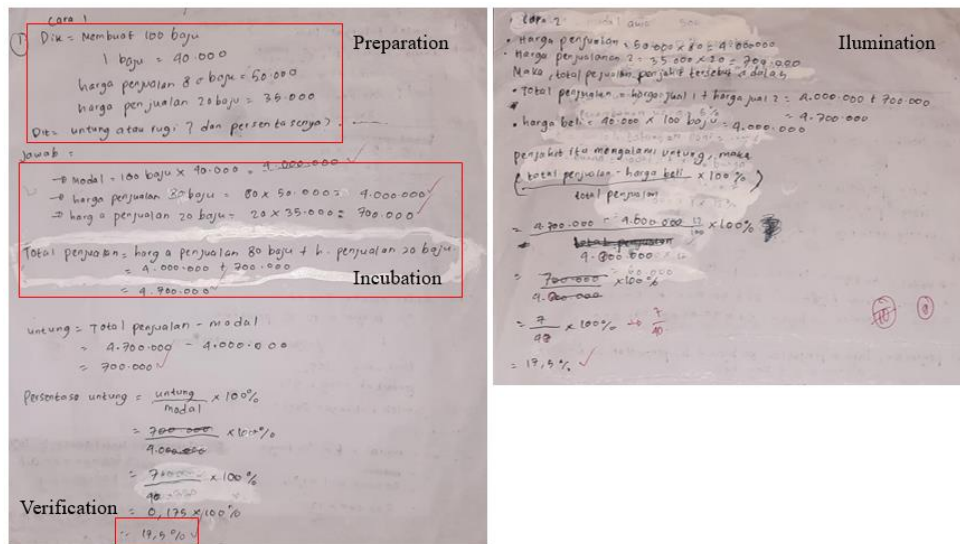 Cara 1
Preparation
1 Dik = Membuat 100 baju
1 baju = 40.000
harga penjualan 80 baju = 50.000
harga penjualan 20 baju = 35.000
Dit = untung atau rugi ? dan persentasenya ?
Jawab =
→ modal = 100 baju × 40.000 = 4.000.000
→ harga penjualan 80 baju = 80 × 50.000 = 4.000.000
→ harga penjualan 20 baju = 20 × 35.000 = 700.000
Total penjualan = harga penjualan 80 baju + h. penjualan 20 baju
= 4.000.000 + 700.000
Incubation
= 4.700.000
untung = Total penjualan - modal
= 4.700.000 - 4.000.000
= 700.000
Persentase untung = untung / modal × 100%
= 700.000 / 4.000.000 × 100%
= 7 / 40 × 100%
Verification
= 0,175 × 100%
= 17,5%
Cara 2
Ilumination
• Harga penjualan = 50.000 × 80 = 4.000.000
• Harga penjualanan 2 = 35.000 × 20 = 700.000
Maka, total pejualan penjahit tersebut adalah
• Total penjualan = harga jual 1 + harga jual 2 = 4.000.000 + 700.000
= 4.700.000
• harga beli = 40.000 × 100 baju = 4.000.000
penjahit itu mengalami untung, maka
( total penjualan - harga beli / total penjualan × 100% )
= 4.700.000 - 4.000.000 / 4.000.000 × 100%
= 700.000 / 4.000.000 × 100%
= 7 / 40 × 100% → 7 / 40
= 17,5%